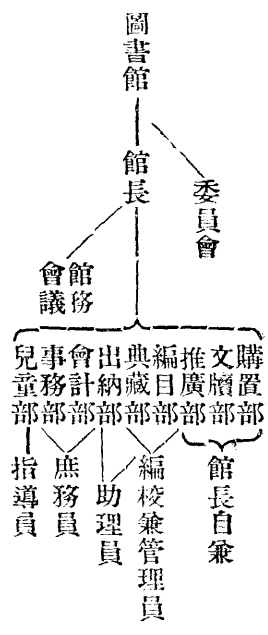 圖書館
館長
委員會
館務
會議
購置部
文牘部
推廣部
編目部
典藏部
出納部
會計部
事務部
兒童部
館長自兼
編校兼管理員
助理員
庶務員
指導員